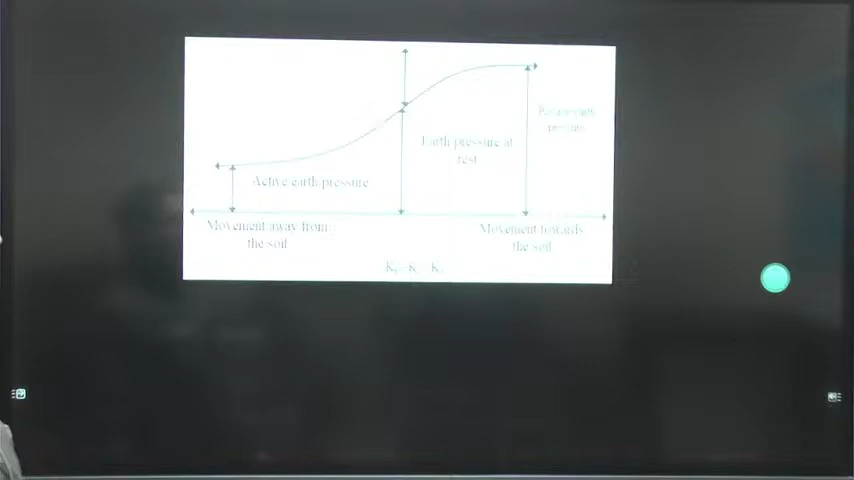 Passive earth
pressure
Earth pressure at
rest
Active earth pressure
Movement away from
the soil
Movement towards
the soil